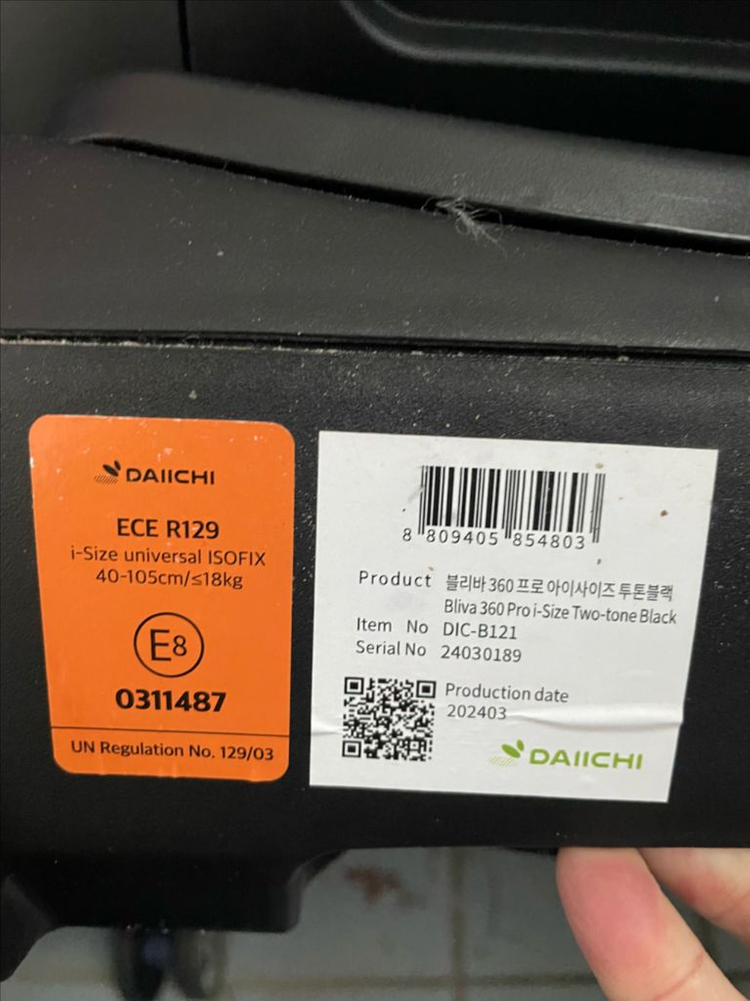 DAIICHI
ECE R129
i-Size universal ISOFIX
40-105cm/≤18kg
E8
0311487
UN Regulation No. 129/03
8 809405 854803
Product 블리바 360 프로 아이사이즈 투톤블랙
Bliva 360 Pro i-Size Two-tone Black
Item No DIC-B121
Serial No 24030189
Production date
202403
DAIICHI